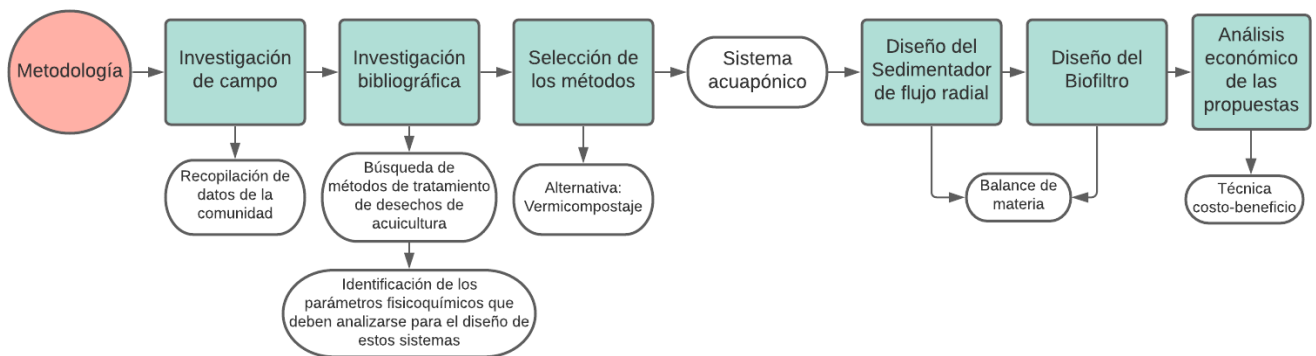 Metodología
Investigación
de campo
Investigación
bibliográfica
Selección de
los métodos
Sistema
acuapónico
Diseño del
Sedimentador
de flujo radial
Diseño del
Biofiltro
Análisis
económico
de las
propuestas
Recopilación de
datos de la
comunidad
Búsqueda de
métodos de tratamiento
de desechos de
acuicultura
Alternativa:
Vermicompostaje
Balance de
materia
Técnica
costo-beneficio
Identificación de los
parámetros fisicoquímicos que
deben analizarse para el diseño de
estos sistemas